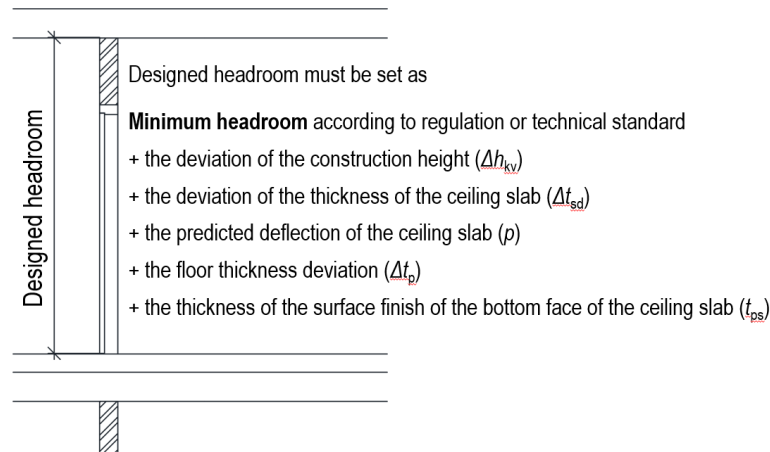 Designed headroom
Designed headroom must be set as
Minimum headroom according to regulation or technical standard
+ the deviation of the construction height (Δhkv)
+ the deviation of the thickness of the ceiling slab (Δtsd)
+ the predicted deflection of the ceiling slab (p)
+ the floor thickness deviation (Δtp)
+ the thickness of the surface finish of the bottom face of the ceiling slab (tps)